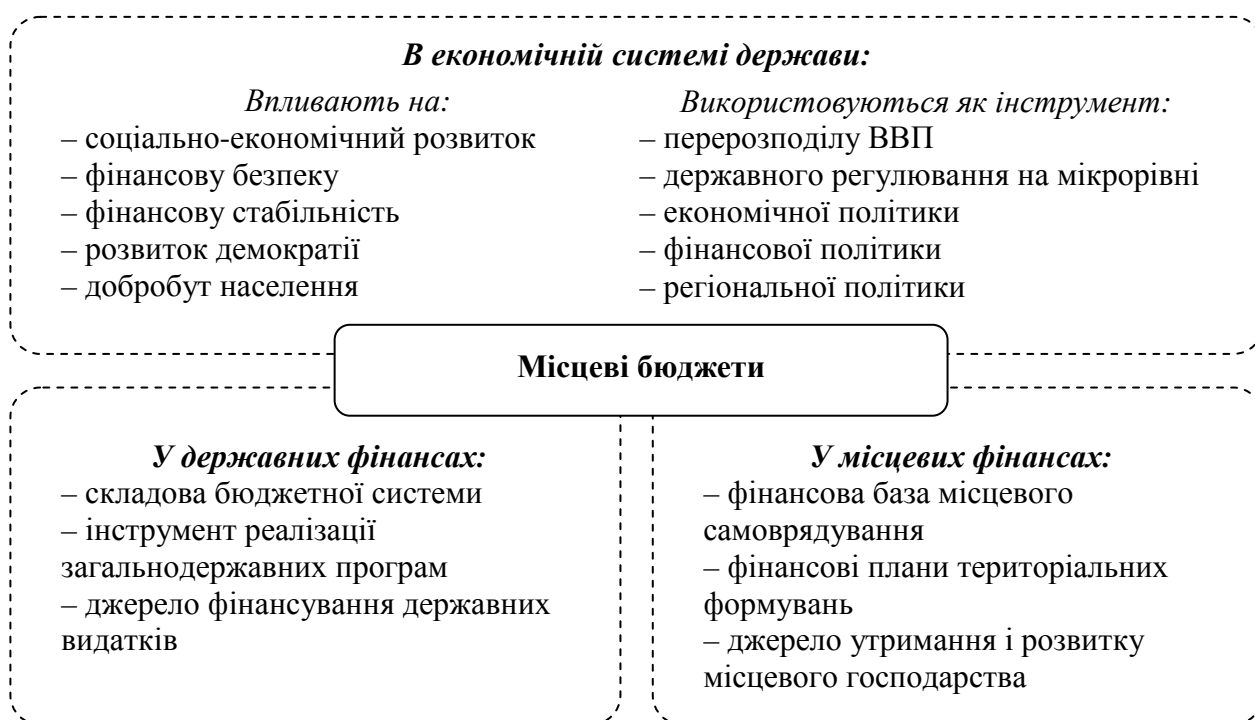 В економічній системі держави:
Впливають на:
– соціально-економічний розвиток
– фінансову безпеку
– фінансову стабільність
– розвиток демократії
– добробут населення
Використовуються як інструмент:
– перерозподілу ВВП
– державного регулювання на мікрорівні
– економічної політики
– фінансової політики
– регіональної політики
Місцеві бюджети
У державних фінансах:
– складова бюджетної системи
– інструмент реалізації
загальнодержавних програм
– джерело фінансування державних
видатків
У місцевих фінансах:
– фінансова база місцевого
самоврядування
– фінансові плани територіальних
формувань
– джерело утримання і розвитку
місцевого господарства